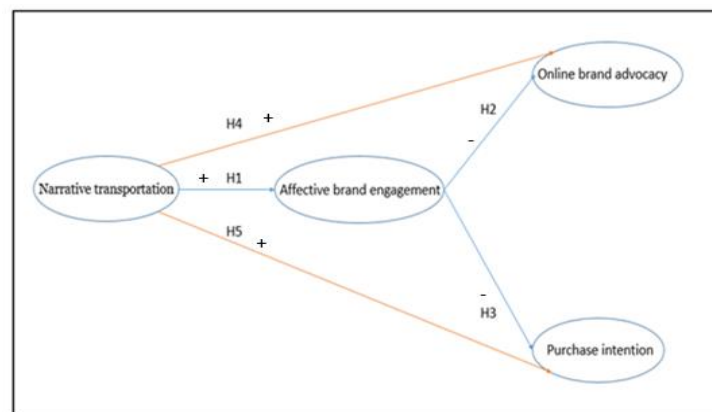 Online brand advocacy
H2
H4 +
-
+ H1
Narrative transportation
Affective brand engagement
H5
+
-
H3
Purchase intention